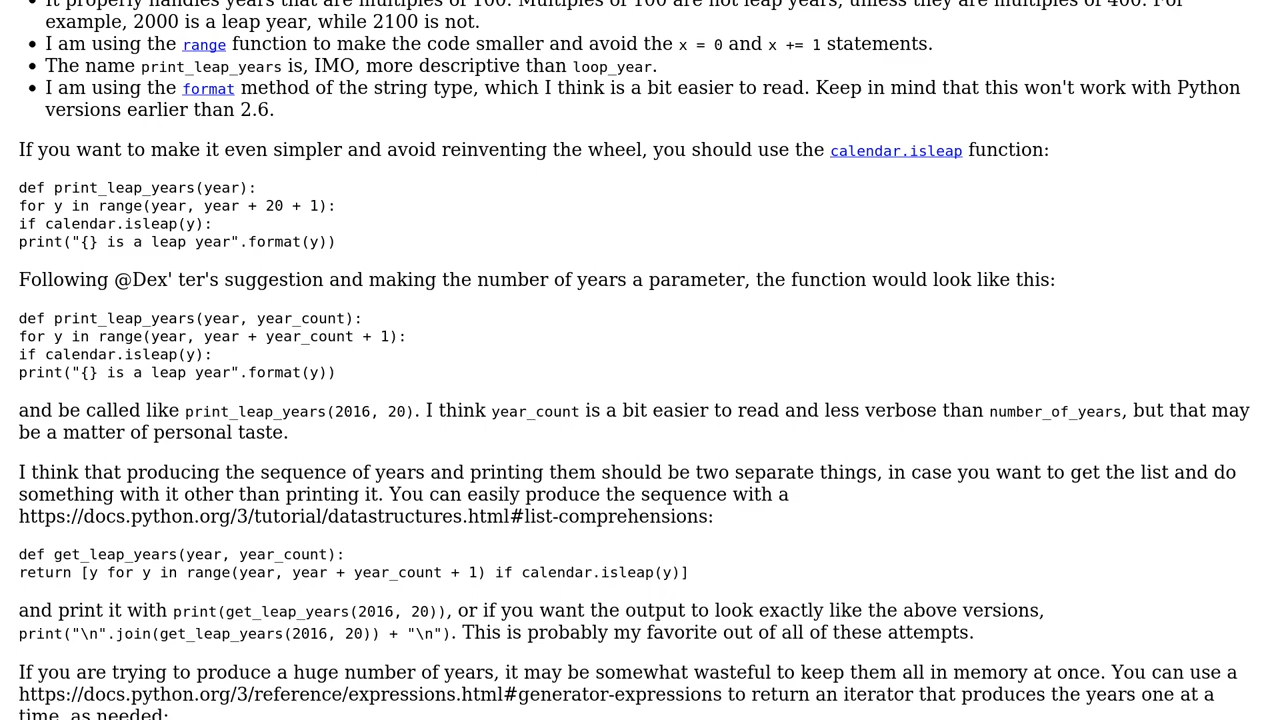 It properly handles years that are multiples of 100. Multiples of 100 are not leap years, unless they are multiples of 400. For
example, 2000 is a leap year, while 2100 is not.
I am using the range function to make the code smaller and avoid the x = 0 and x += 1 statements.
The name print_leap_years is, IMO, more descriptive than loop_year.
I am using the format method of the string type, which I think is a bit easier to read. Keep in mind that this won't work with Python
versions earlier than 2.6.
If you want to make it even simpler and avoid reinventing the wheel, you should use the calendar.isleap function:
def print_leap_years(year):
for y in range(year, year + 20 + 1):
if calendar.isleap(y):
print("{} is a leap year".format(y))
Following @Dex' ter's suggestion and making the number of years a parameter, the function would look like this:
def print_leap_years(year, year_count):
for y in range(year, year + year_count + 1):
if calendar.isleap(y):
print("{} is a leap year".format(y))
and be called like print_leap_years(2016, 20). I think year_count is a bit easier to read and less verbose than number_of_years, but that may
be a matter of personal taste.
I think that producing the sequence of years and printing them should be two separate things, in case you want to get the list and do
something with it other than printing it. You can easily produce the sequence with a
https://docs.python.org/3/tutorial/datastructures.html#list-comprehensions:
def get_leap_years(year, year_count):
return [y for y in range(year, year + year_count + 1) if calendar.isleap(y)]
and print it with print(get_leap_years(2016, 20)), or if you want the output to look exactly like the above versions,
print("\n".join(get_leap_years(2016, 20)) + "\n"). This is probably my favorite out of all of these attempts.
If you are trying to produce a huge number of years, it may be somewhat wasteful to keep them all in memory at once. You can use a
https://docs.python.org/3/reference/expressions.html#generator-expressions to return an iterator that produces the years one at a
time, as needed: